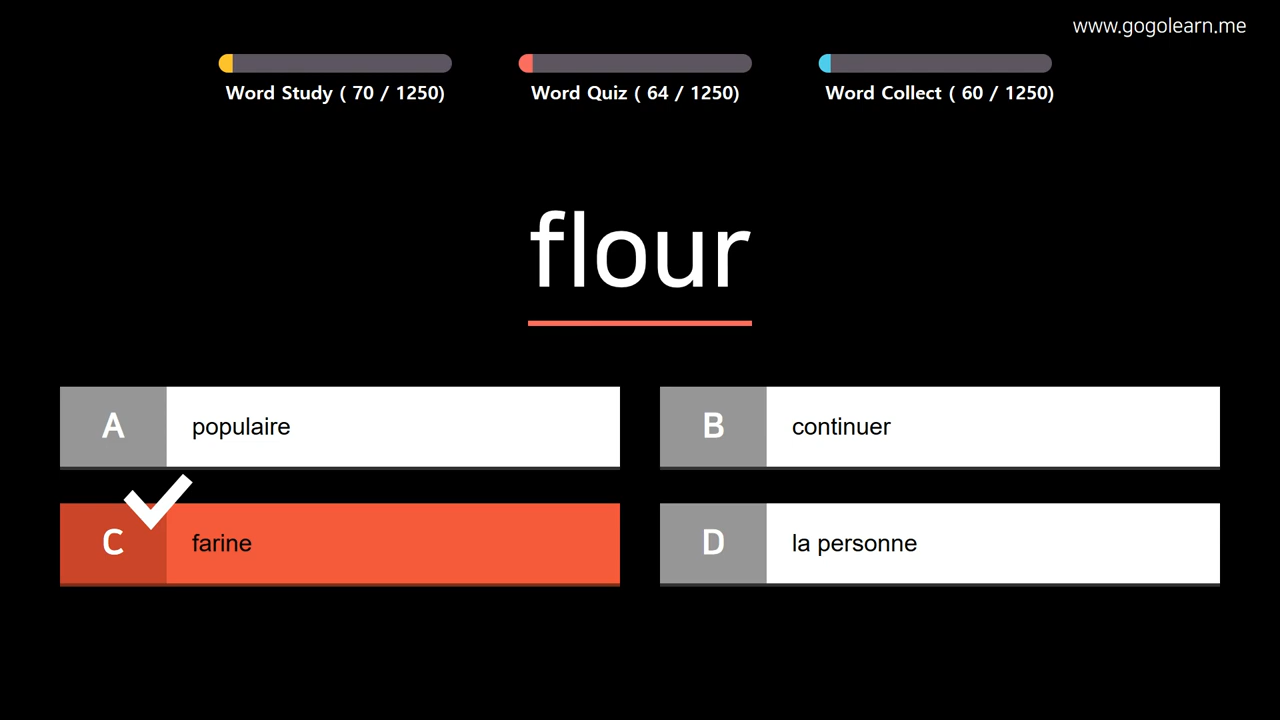 www.gogolearn.me
Word Study ( 70 / 1250)
Word Quiz ( 64 / 1250)
Word Collect ( 60 / 1250)
flour
A
populaire
B
continuer
C
farine
D
la personne